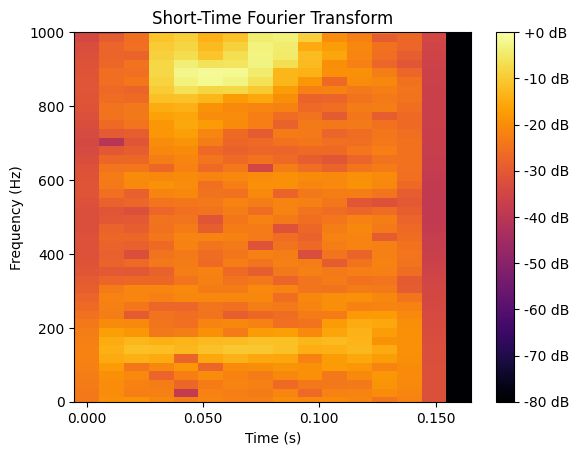 Short-Time Fourier Transform
Frequency (Hz)
1000
800
600
400
200
0
0.000
0.050
0.100
0.150
Time (s)
+0 dB
-10 dB
-20 dB
-30 dB
-40 dB
-50 dB
-60 dB
-70 dB
-80 dB